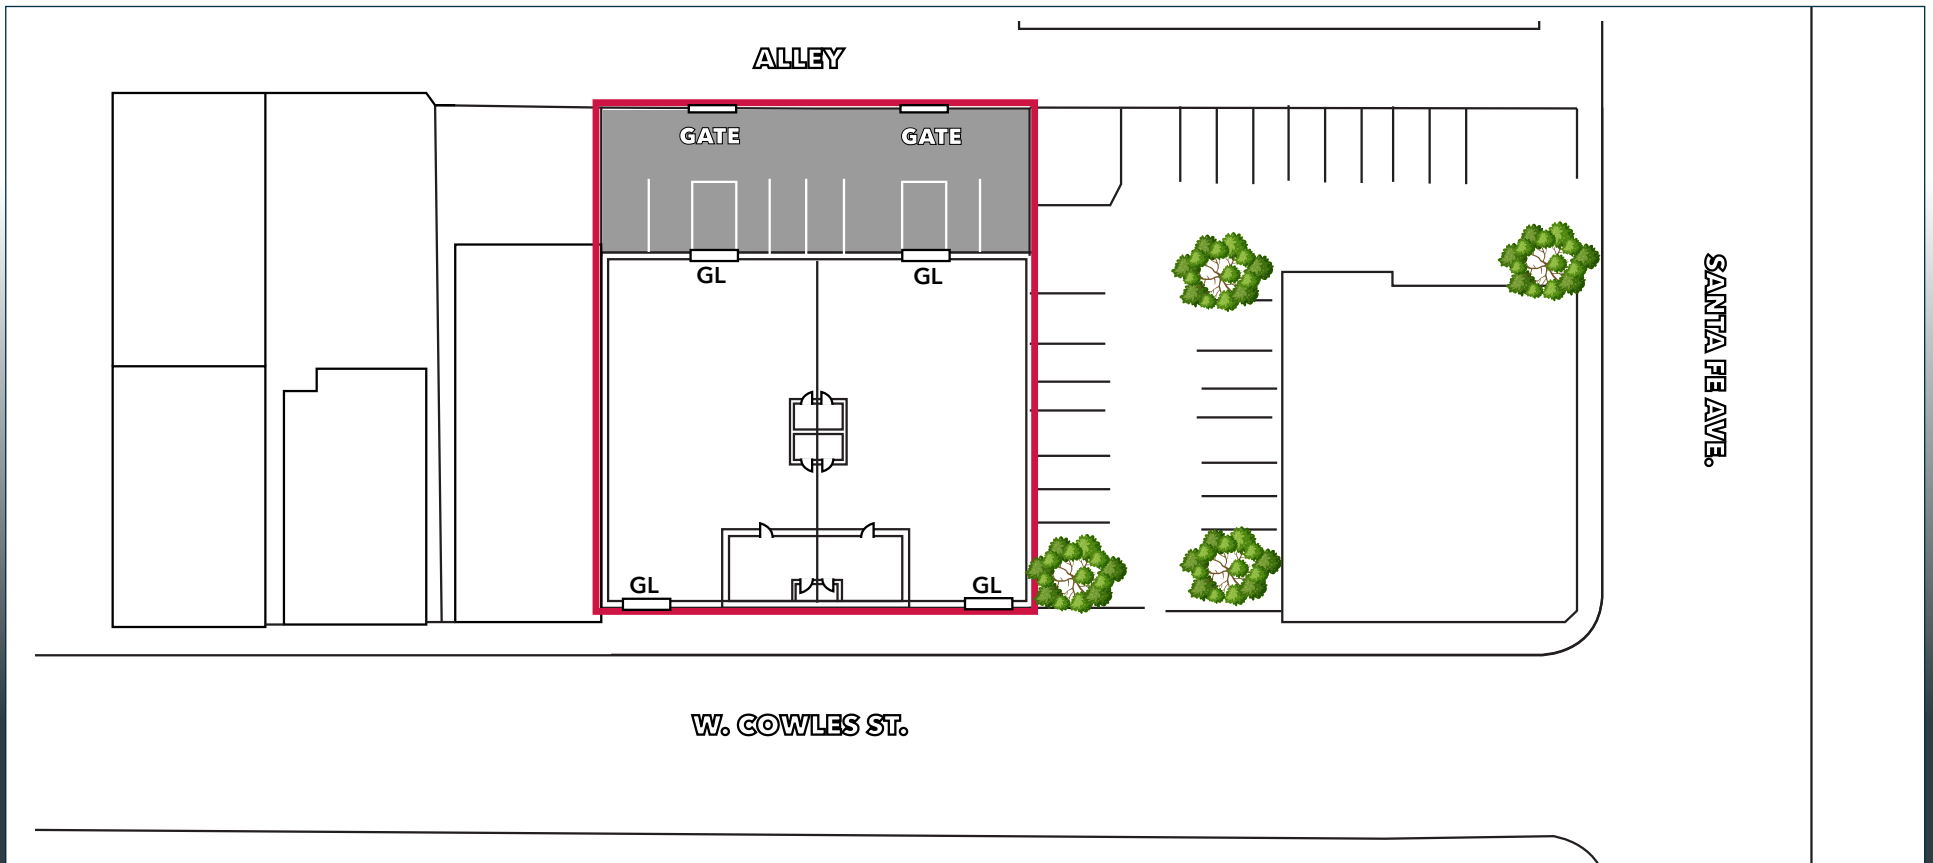 ALLEY
GATE
GATE
GL
GL
GL
GL
SANTA FE AVE.
W. COWLES ST.